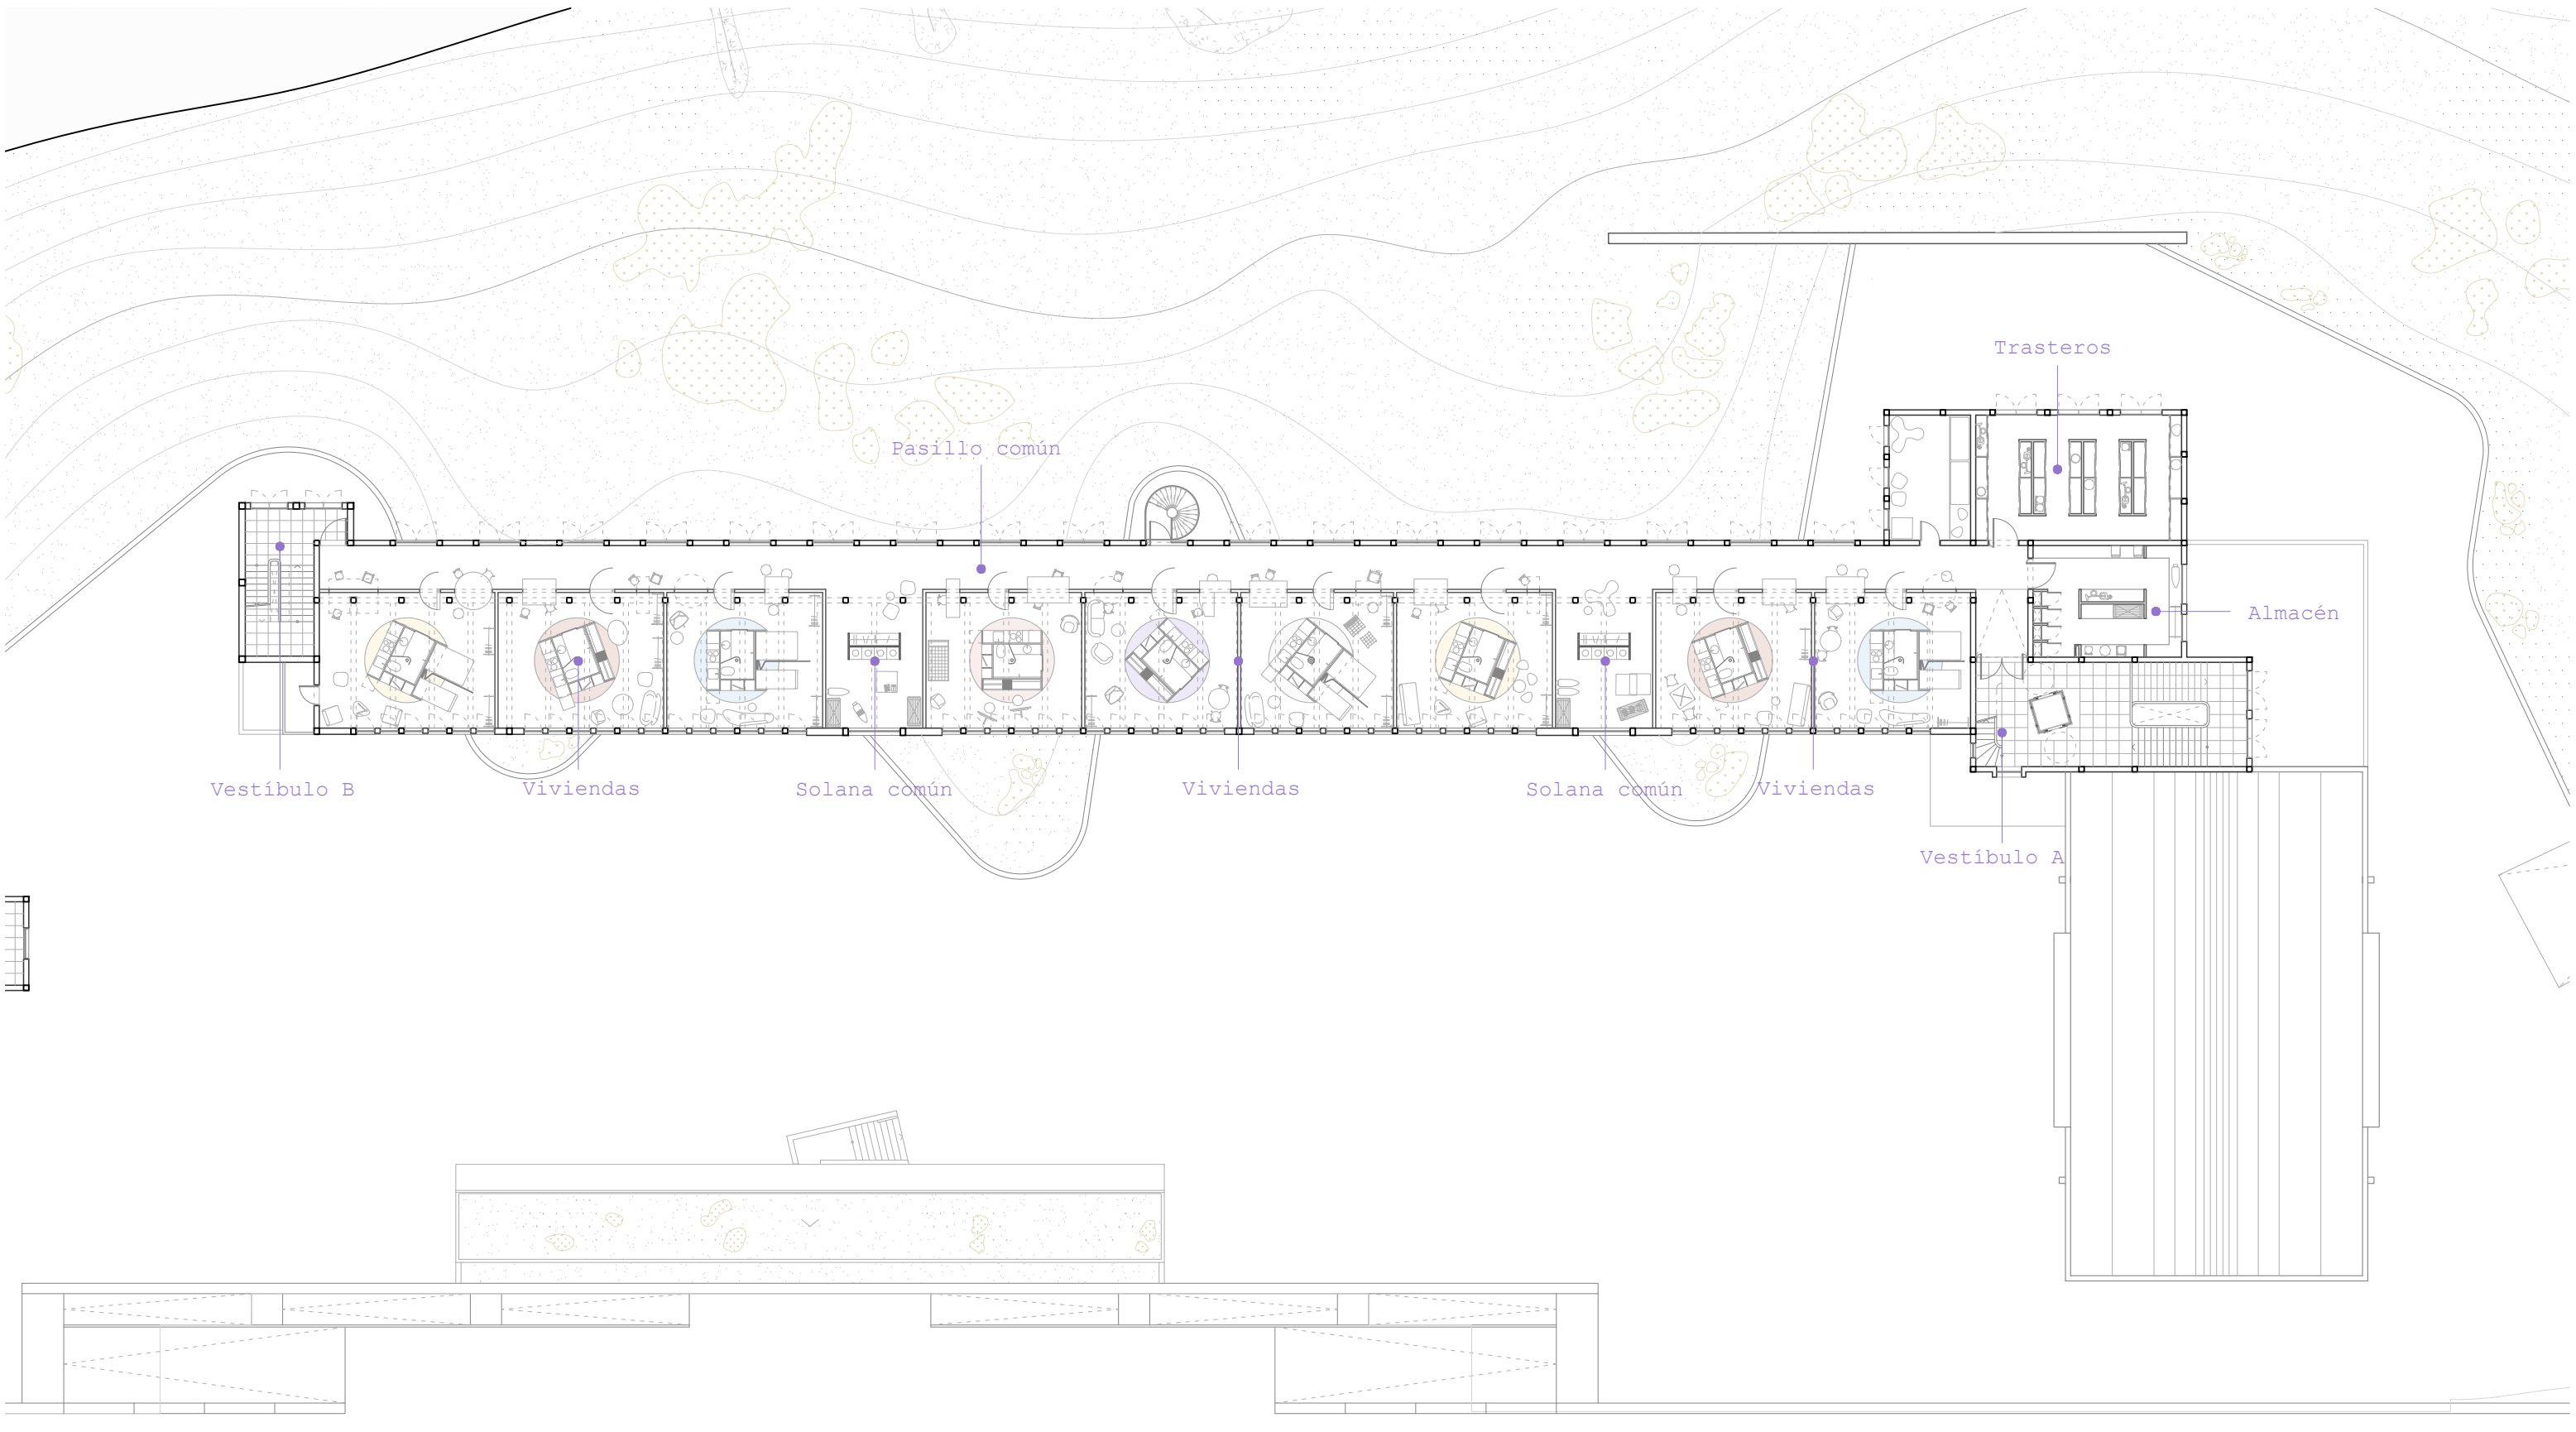 Trasteros
Pasillo común
Almacén
Vestíbulo B
Viviendas
Solana común
Viviendas
Solana común
Viviendas
Vestíbulo A